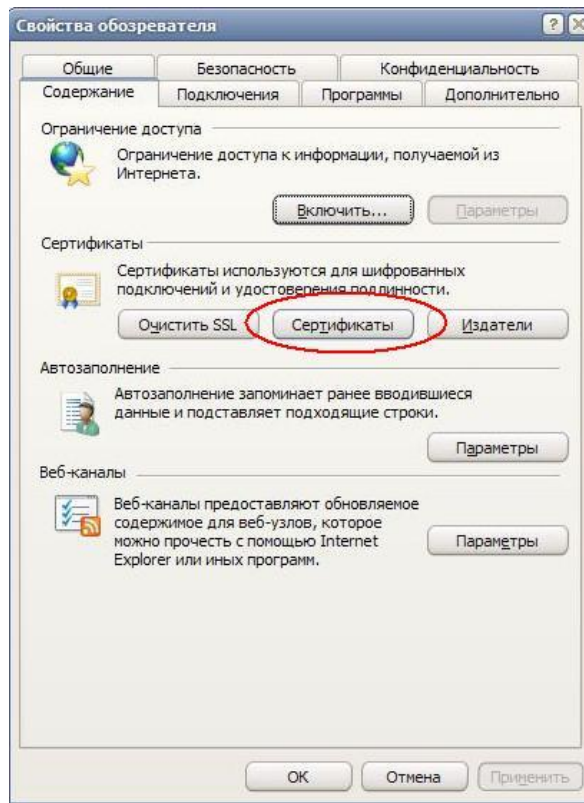 Свойства обозревателя
Общие Безопасность Конфиденциальность
Содержание Подключения Программы Дополнительно
Ограничение доступа
Ограничение доступа к информации, получаемой из
Интернета.
Включить... Параметры
Сертификаты
Сертификаты используются для шифрованных
подключений и удостоверения подлинности.
Очистить SSL Сертификаты Издатели
Автозаполнение
Автозаполнение запоминает ранее вводившиеся
данные и подставляет подходящие строки.
Параметры
Веб-каналы
Веб-каналы предоставляют обновляемое
содержимое для веб-узлов, которое
можно прочесть с помощью Internet
Explorer или иных программ.
Параметры
OK Отмена Применить